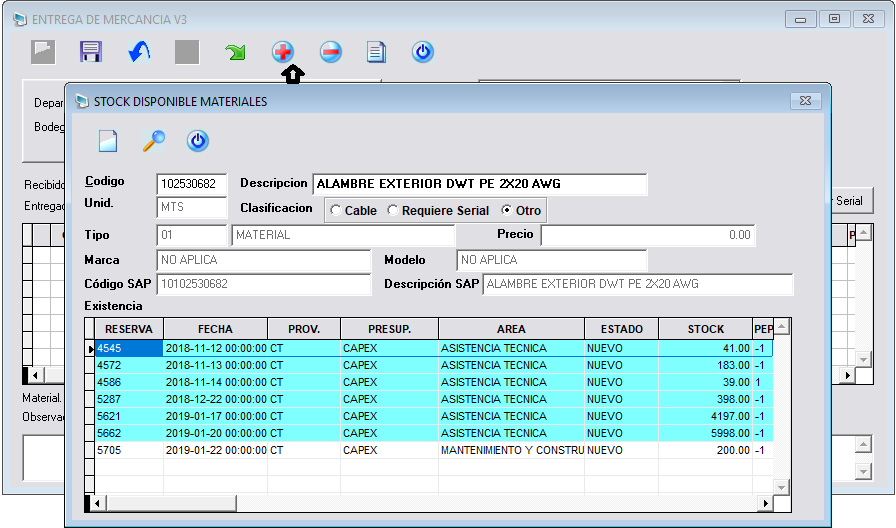 ENTREGA DE MERCANCIA V3
STOCK DISPONIBLE MATERIALES
Depar
Bodeg
Recibido
Entregad
Serial
Codigo 102530682 Descripcion ALAMBRE EXTERIOR DWT PE 2X20 AWG
Unid. MTS Clasificacion Cable Requiere Serial Otro
Tipo 01 MATERIAL Precio 0.00
Marca NO APLICA Modelo NO APLICA
Código SAP 10102530682 Descripción SAP ALAMBRE EXTERIOR DWT PE 2X20 AWG
Existencia
RESERVA FECHA PROV. PRESUP. AREA ESTADO STOCK PEP
4545 2018-11-12 00:00:00 CT CAPEX ASISTENCIA TECNICA NUEVO 41.00 -1
4572 2018-11-13 00:00:00 CT CAPEX ASISTENCIA TECNICA NUEVO 183.00 -1
4586 2018-11-14 00:00:00 CT CAPEX ASISTENCIA TECNICA NUEVO 39.00 1
5287 2018-12-22 00:00:00 CT CAPEX ASISTENCIA TECNICA NUEVO 398.00 -1
5621 2019-01-17 00:00:00 CT CAPEX ASISTENCIA TECNICA NUEVO 4197.00 -1
5662 2019-01-20 00:00:00 CT CAPEX ASISTENCIA TECNICA NUEVO 5998.00 -1
5705 2019-01-22 00:00:00 CT CAPEX MANTENIMIENTO Y CONSTRU NUEVO 200.00 -1
Material.
Observac